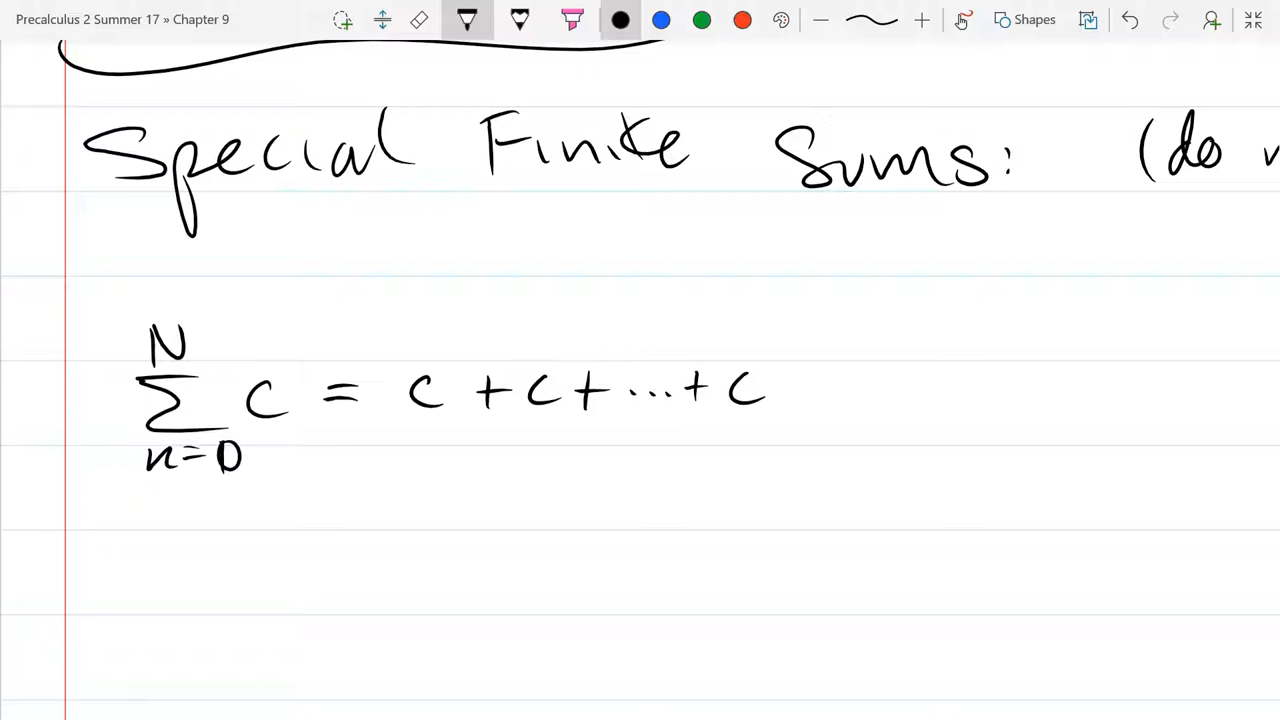 Precalculus 2 Summer 17 » Chapter 9
Shapes
Special Finite Sums: (do
N
∑ c = c + c + ... + c
n=0